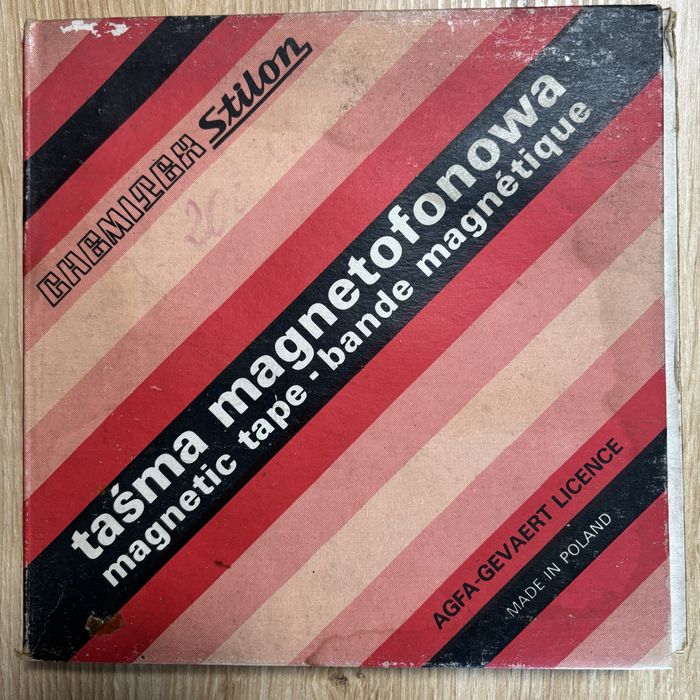 CHEMITEX Stilon
taśma magnetofonowa
magnetic tape - bande magnétique
AGFA-GEVAERT LICENCE
MADE IN POLAND